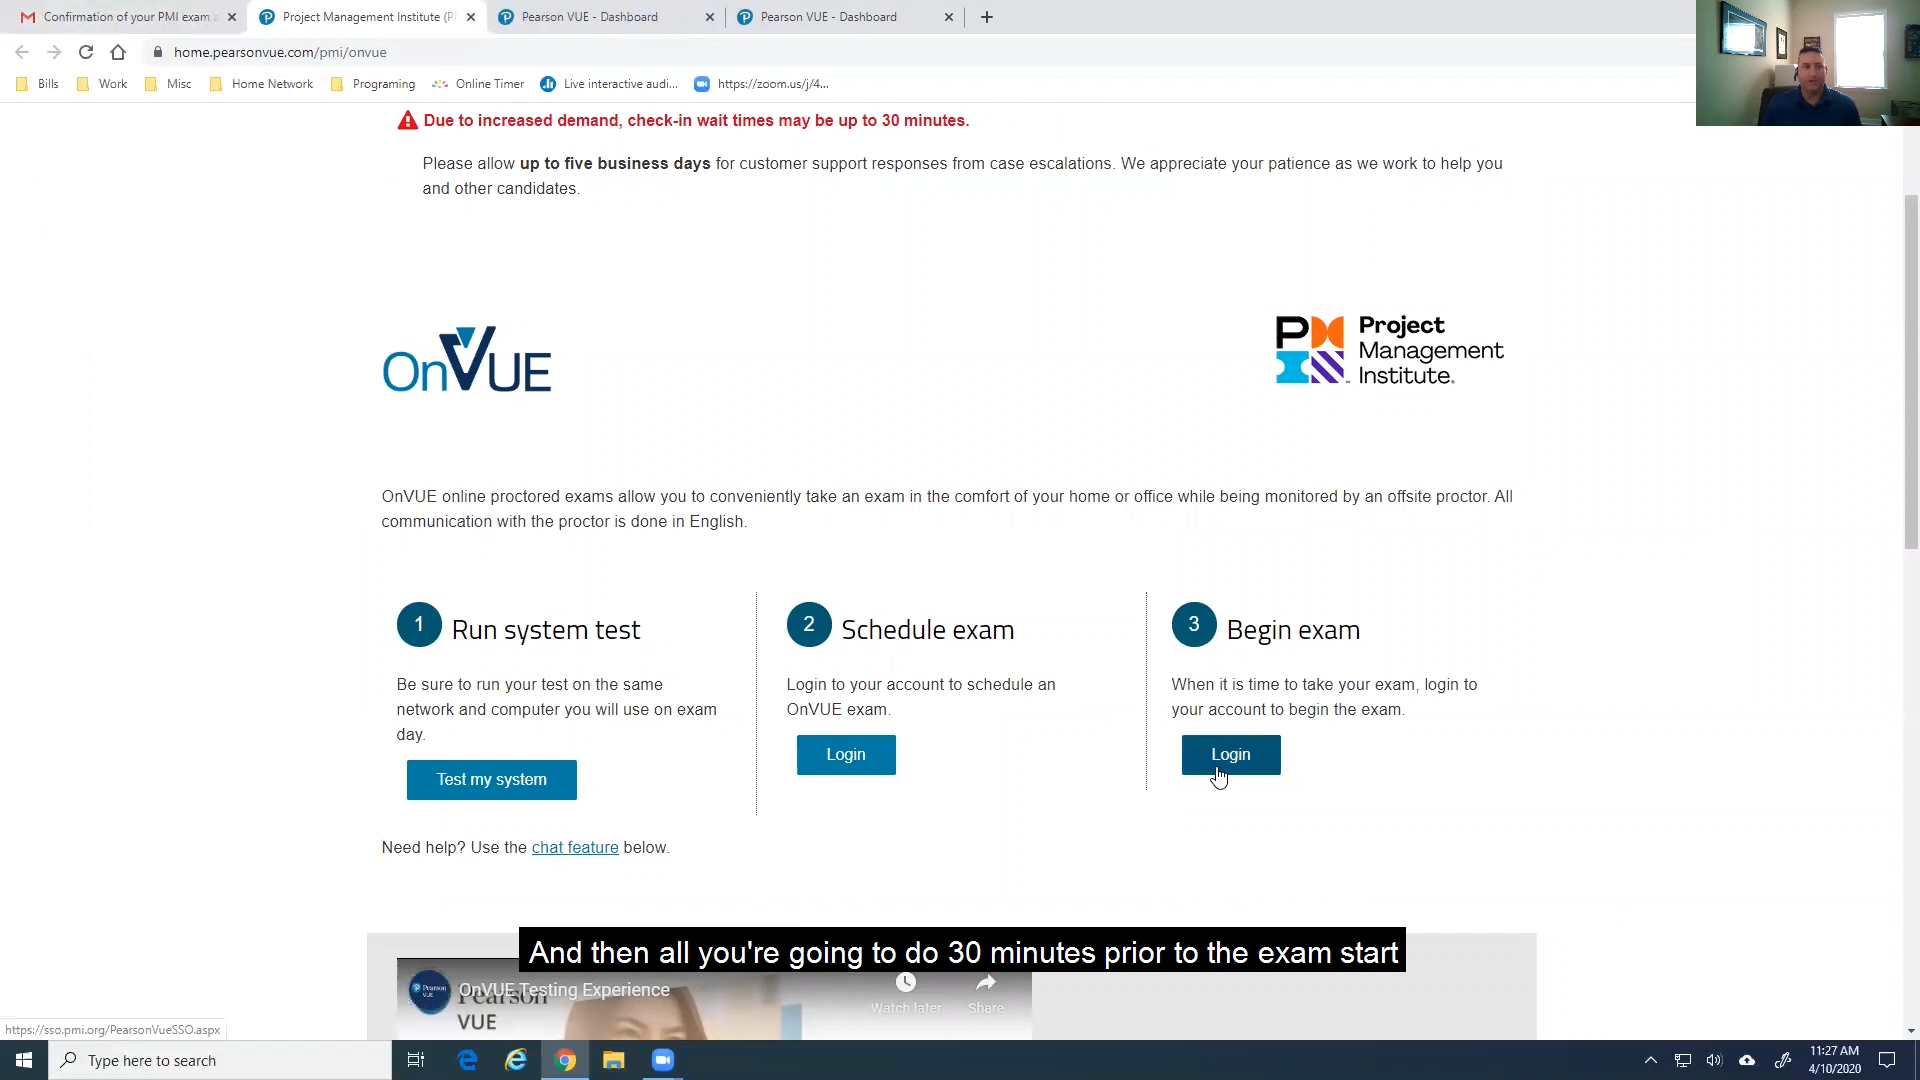 Confirmation of your PMI exam a
Project Management Institute (P
Pearson VUE - Dashboard
Pearson VUE - Dashboard
home.pearsonvue.com/pmi/onvue
Bills
Work
Misc
Home Network
Programing
Online Timer
Live interactive audi...
https://zoom.us/j/4...
Due to increased demand, check-in wait times may be up to 30 minutes.
Please allow up to five business days for customer support responses from case escalations. We appreciate your patience as we work to help you
and other candidates.
OnVUE
Project
Management
Institute.
OnVUE online proctored exams allow you to conveniently take an exam in the comfort of your home or office while being monitored by an offsite proctor. All
communication with the proctor is done in English.
1 Run system test
Be sure to run your test on the same
network and computer you will use on exam
day.
Test my system
2 Schedule exam
Login to your account to schedule an
OnVUE exam.
Login
3 Begin exam
When it is time to take your exam, login to
your account to begin the exam.
Login
Need help? Use the chat feature below.
And then all you're going to do 30 minutes prior to the exam start
Pearson VUE
OnVUE Testing Experience
Pearson
VUE
Watch later
Share
https://sso.pmi.org/PearsonVueSSO.aspx
Type here to search
11:27 AM
4/10/2020